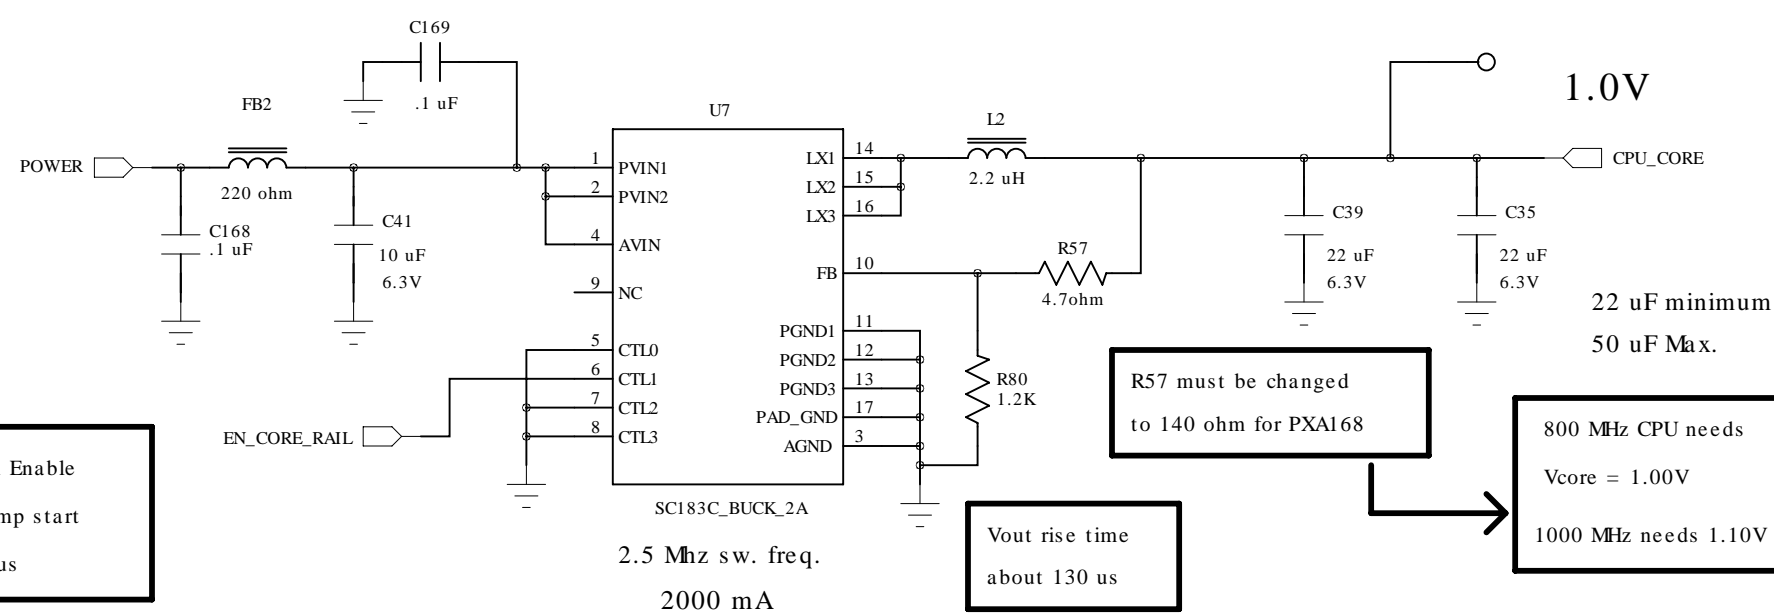 C169
.1 uF
FB2
220 ohm
POWER
C168
.1 uF
C41
10 uF
6.3V
U7
1
PVIN1
2
PVIN2
4
AVIN
9
NC
5
CTL0
6
CTL1
7
CTL2
8
CTL3
LX1
14
LX2
15
LX3
16
FB
10
PGND1
11
PGND2
12
PGND3
13
PAD_GND
17
AGND
3
SC183C_BUCK_2A
2.5 Mhz sw. freq.
2000 mA
EN_CORE_RAIL
Enable
mp start
us
L2
2.2 uH
R57
4.7ohm
R80
1.2K
C39
22 uF
6.3V
C35
22 uF
6.3V
1.0V
CPU_CORE
22 uF minimum
50 uF Max.
R57 must be changed
to 140 ohm for PXA168
Vout rise time
about 130 us
800 MHz CPU needs
Vcore = 1.00V
1000 MHz needs 1.10V